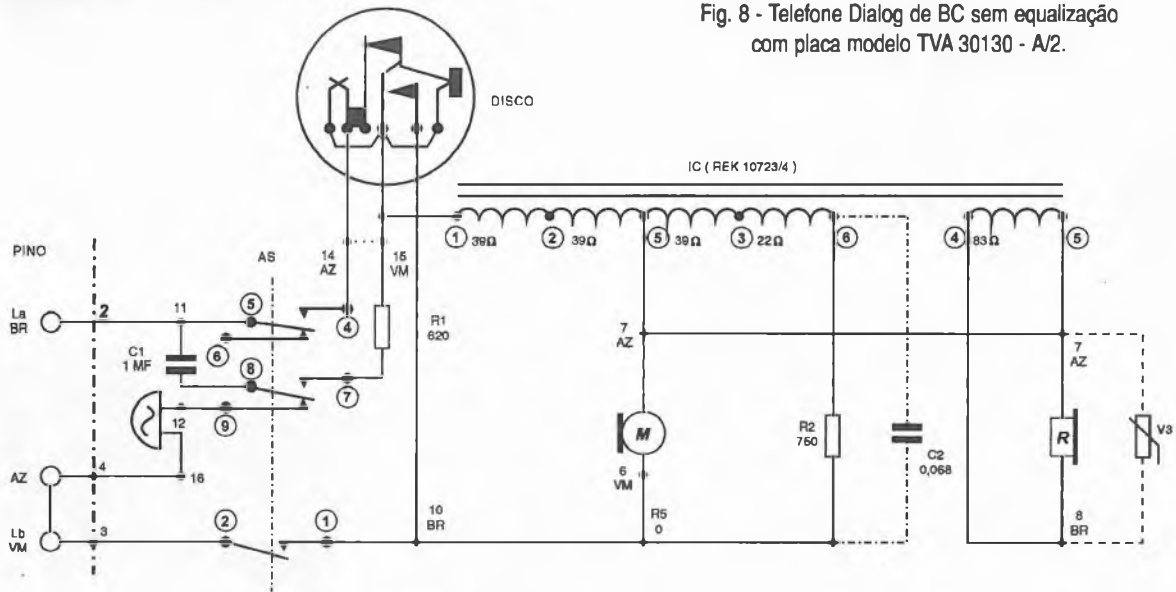 Fig. 8 - Telefone Dialog de BC sem equalização
com placa modelo TVA 30130 - A/2.
DISCO
IC ( REK 10723/4 )
1 39Ω 2 39Ω 5 39Ω 3 22Ω 6 4 83Ω 5
PINO
AS
14
AZ
15
VM
La
BR
2
11
5
4
R1
620
6
C1
1 MF
8
7
9
12
7
AZ
7
AZ
M
R2
750
C2
0,068
R
V3
AZ
4
16
6
VM
Lb
VM
3
2
1
10
BR
R5
0
8
BR